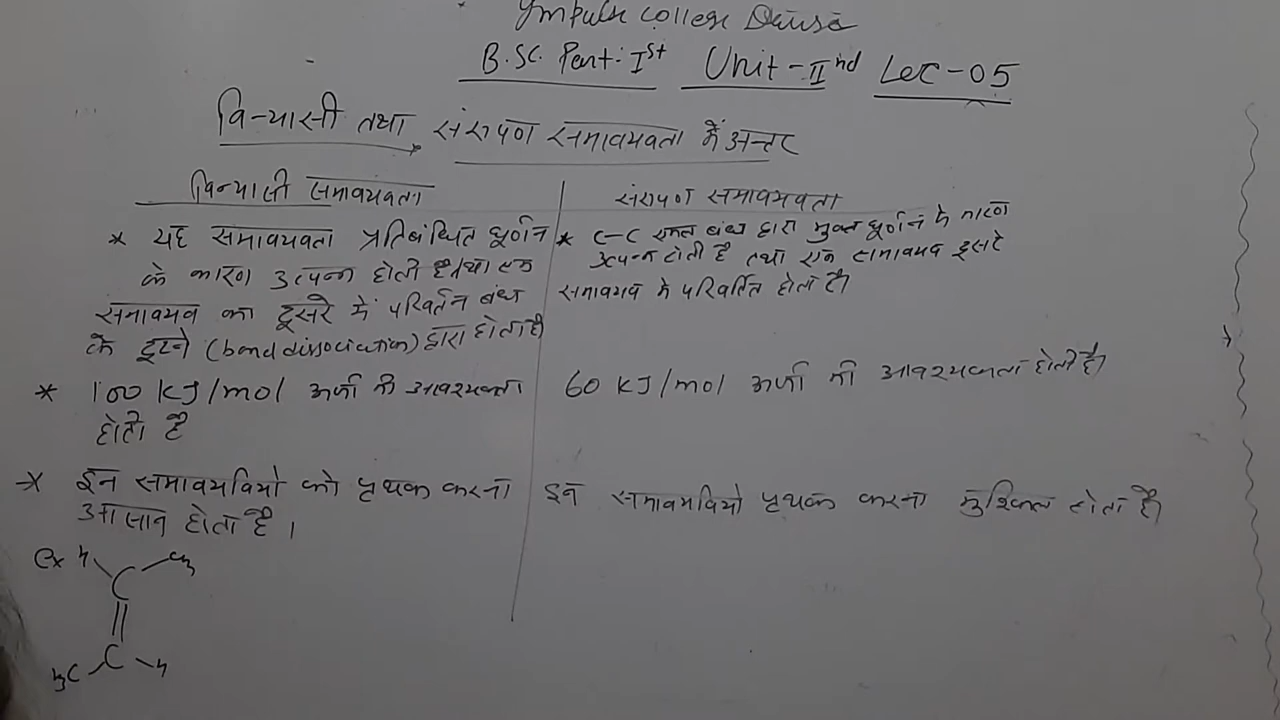 Impulse College Dausa
B.SC. Part-Ist Unit-IInd Lec-05
विन्यासी तथा संरूपण समावयवता में अन्तर
विन्यासी समावयवता
* यह समावयवता प्रतिबंधित घूर्णन
के कारण उत्पन्न होती है तथा एक
समावयव का दूसरे में परिवर्तन बंध
के टूटने (bond dissociation) द्वारा होता है
* 100 KJ/mol ऊर्जा की आवश्यकता
होती है
* इन समावयवियो को पृथक करना
आसान होता है ।
Ex H CH3
C
||
C
H3C H
संरूपण समावयवता
* C-C एकल बंध द्वारा मुक्त घूर्णन के कारण
उत्पन्न होती है तथा एक समावयव दूसरे
समावयव मे परिवर्तित होता है।
60 KJ/mol ऊर्जा की आवश्यकता होती है।
इन समावयवियो पृथक करना मुश्किल होता है।